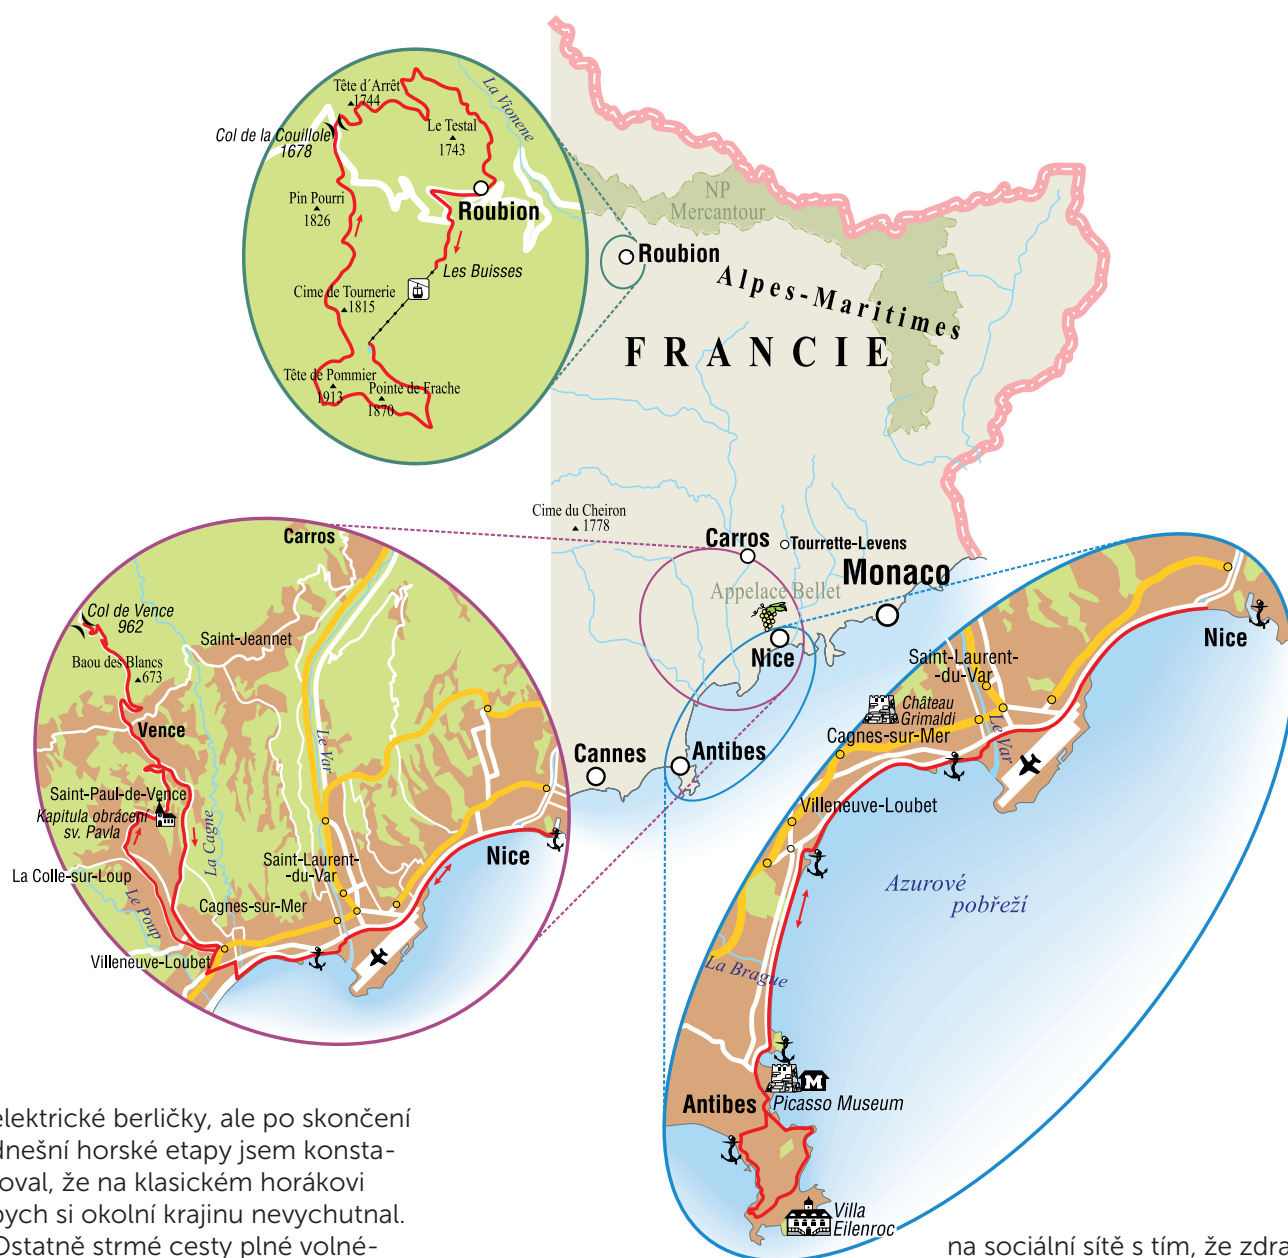 Tête d´Arrêt
1744
La Vionene
Col de la Couillole
1678
Le Testal
1743
Pin Pourri
1826
Roubion
Les Buisses
Cime de Tournerie
1815
Tête de Pommier
1913
Pointe de Frache
1870
NP
Mercantour
Roubion
Alpes-Maritimes
FRANCIE
Cime du Cheiron
1778
Carros
Tourrette-Levens
Monaco
Appelace Bellet
Nice
Cannes
Antibes
Carros
Col de Vence
962
Saint-Jeannet
Baou des Blancs
673
Vence
Le Var
Saint-Paul-de-Vence
Kapitula obrácení
sv. Pavla
La Cagne
La Colle-sur-Loup
Le Poup
Saint-Laurent-
-du-Var
Nice
Cagnes-sur-Mer
Villeneuve-Loubet
Nice
Saint-Laurent-
-du-Var
Château
Grimaldi
Le Var
Cagnes-sur-Mer
Villeneuve-Loubet
Azurové
pobřeží
La Brague
M
Antibes
Picasso Museum
Villa
Eilenroc
elektrické berličky, ale po skončení
dnešní horské etapy jsem konsta-
oval, že na klasickém horákovi
bych si okolní krajinu nevychutnal.
Ostatně strmé cesty plné volné-
na sociální sítě s tím, že zdra